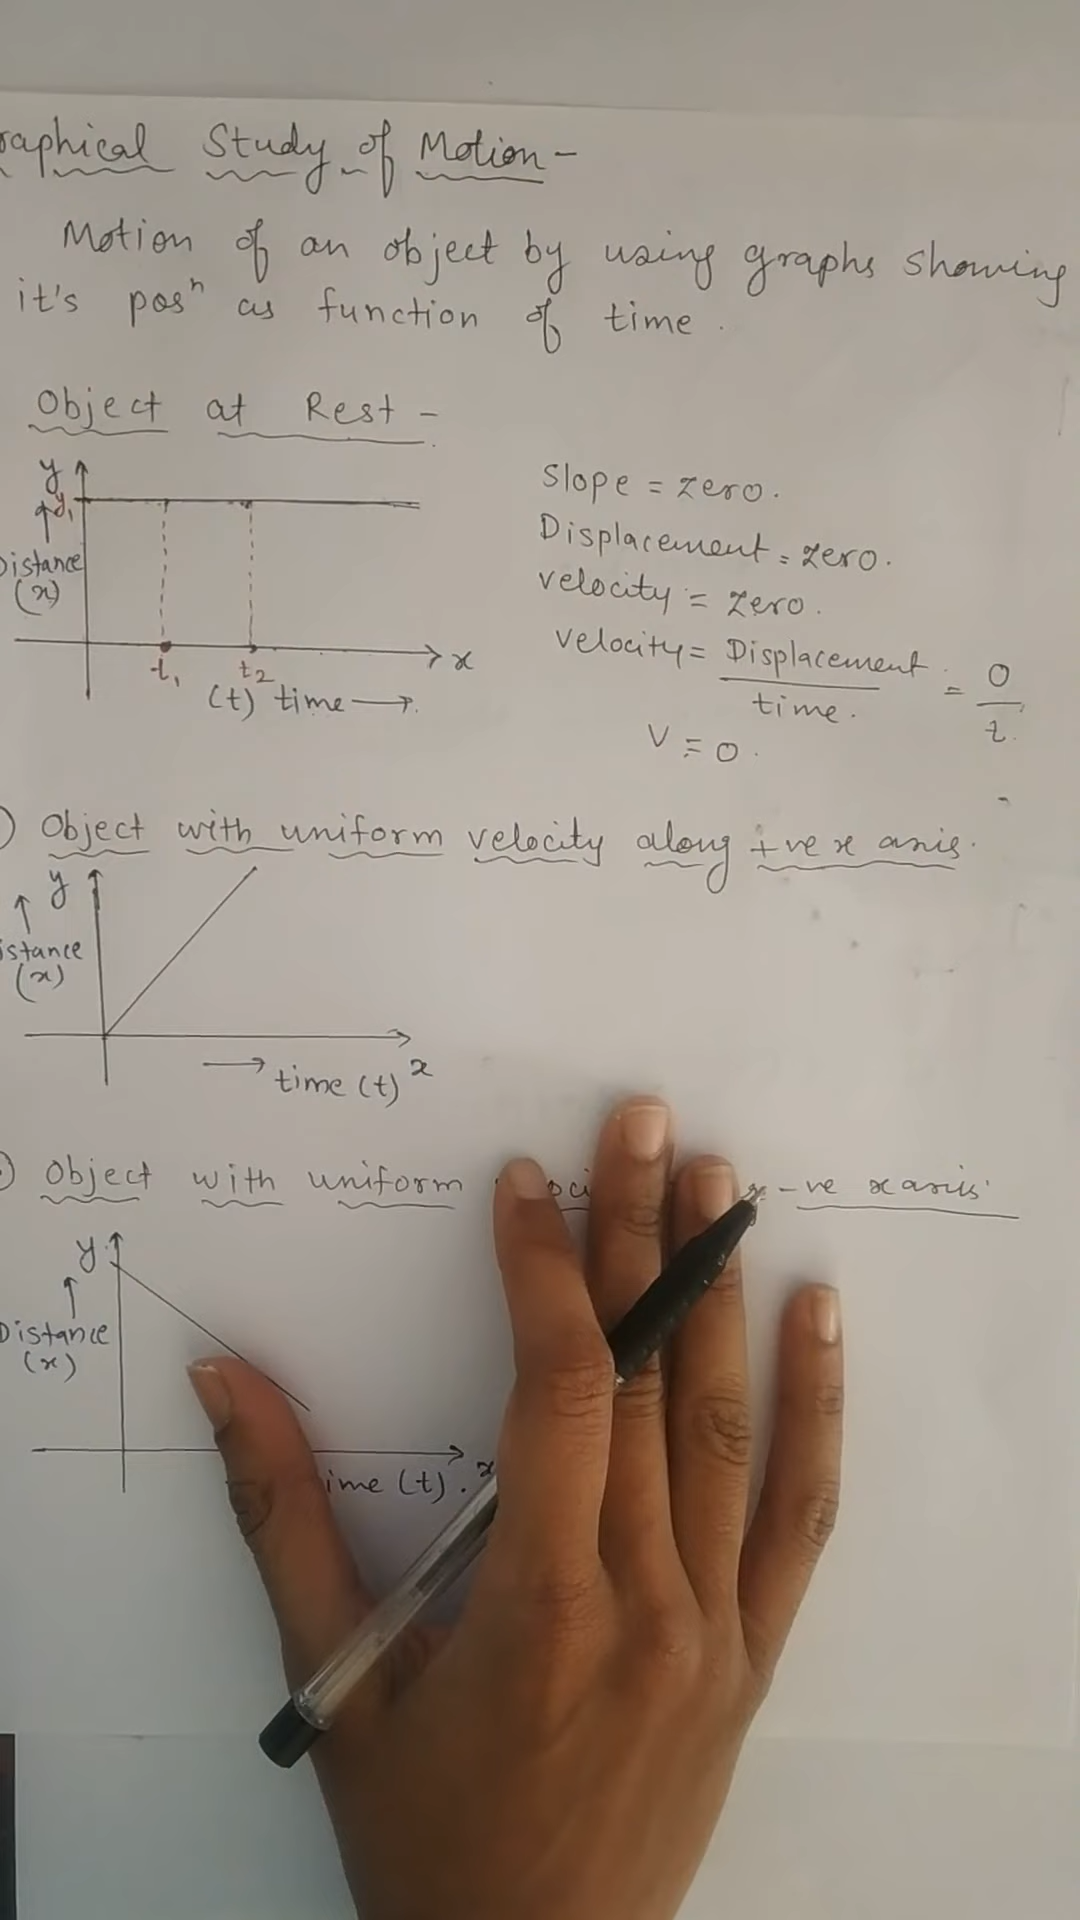 raphical Study of Motion-
Motion of an object by using graphs showing
it's posⁿ as function of time.
Object at Rest -
y
y₁
Distance
(x)
t₁ t₂ x
(t) time
Slope = zero.
Displacement = zero.
velocity = zero.
velocity = Displacement / time. = 0 / t.
V = 0.
) Object with uniform velocity along +ve x axis.
y
istance
(x)
time (t) x
) Object with uniform -ve x axis.
y
Distance
(x)
ime (t). x